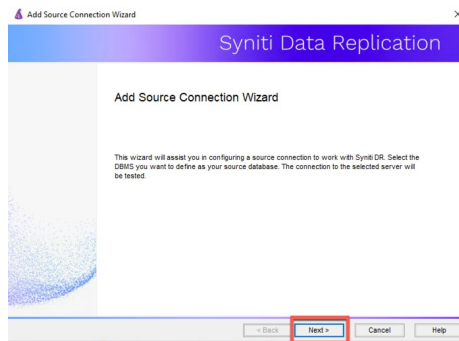 Add Source Connection Wizard
Syniti Data Replication
Add Source Connection Wizard
This wizard will assist you in configuring a source connection to work with Syniti DR. Select the
DBMS you want to define as your source database. The connection to the selected server will
be tested.
< Back Next > Cancel Help